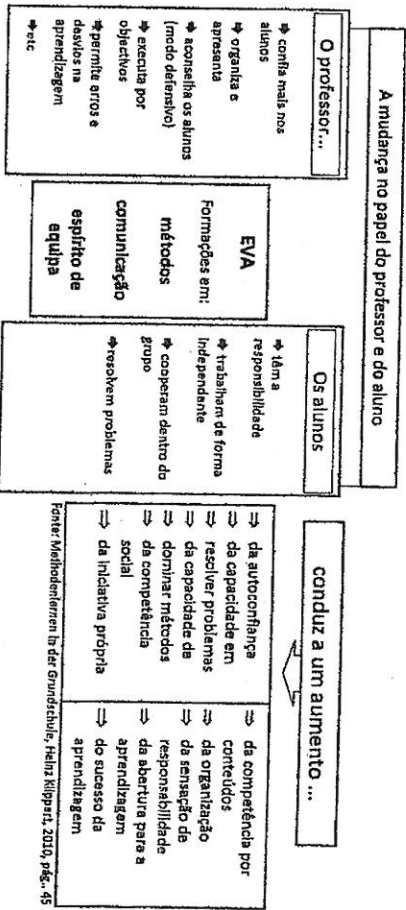 A mudança no papel do professor e do aluno
O professor...
➜ confia mais nos
alunos
➜ organiza e
apresenta
➜ aconselha os alunos
(modo defensivo)
➜ executa por
objectivos
➜ permite erros e
desvios na
aprendizagem
➜ etc
EVA
Formações em:
métodos
comunicação
espírito de
equipa
Os alunos
➜ têm a
responsibilidade
➜ trabalham de forma
independante
➜ cooperam dentro do
grupo
➜ resolvem problemas
conduz a um aumento ...
⇒ da autoconfiança
⇒ da capacidade em
⇒ resolver problemas
⇒ da capacidade de
⇒ dominar métodos
⇒ da competência
social
⇒ da iniciativa própria
⇒ da competência por
conteúdos
⇒ da organização
⇒ da sensação de
responsabilidade
⇒ da abertura para a
aprendizagem
⇒ do sucesso da
aprendizagem
Fonte: Methodenlernen in der Grundschule, Heinz Klippert, 2010, pág.. 45